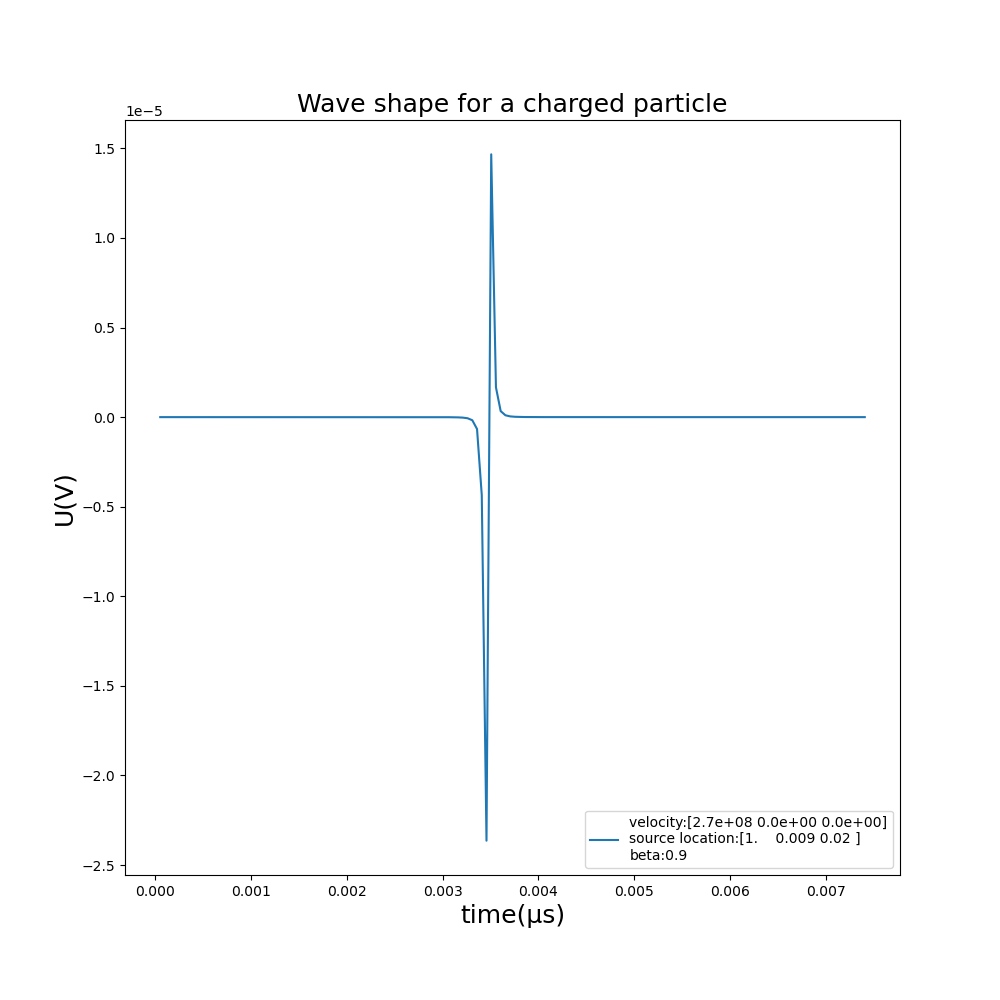 Wave shape for a charged particle
1e−5
1.5
1.0
0.5
0.0
−0.5
−1.0
−1.5
−2.0
−2.5
U(V)
velocity:[2.7e+08 0.0e+00 0.0e+00]
source location:[1.    0.009 0.02 ]
beta:0.9
0.000 0.001 0.002 0.003 0.004 0.005 0.006 0.007
time(μs)